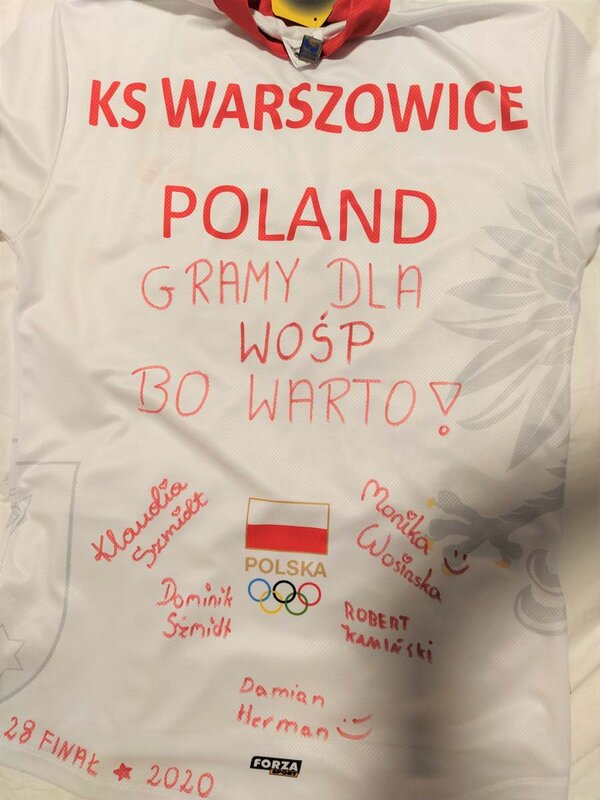 KS WARSZOWICE
POLAND
GRAMY DLA
WOŚP
BO WARTO!
Klaudia
Szmidt
Monika
Wosińska
POLSKA
Dominik
Szmidt
ROBERT
KAMIŃSKI
Damian
Herman
28 FINAŁ 2020
FORZA
SPORT